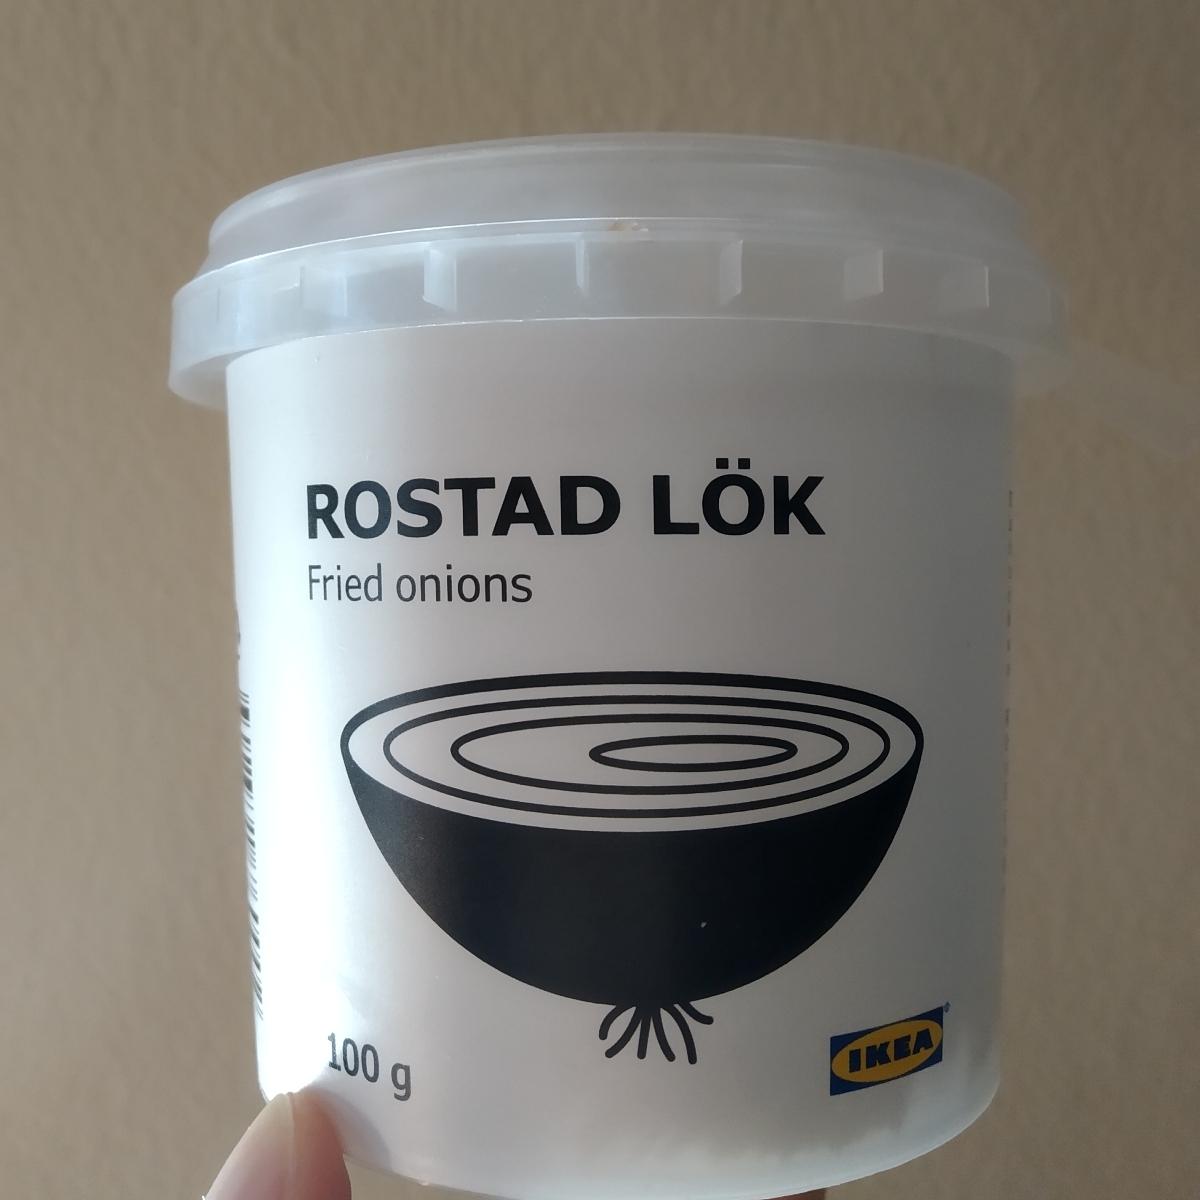 ROSTAD LÖK
Fried onions
100 g
IKEA®